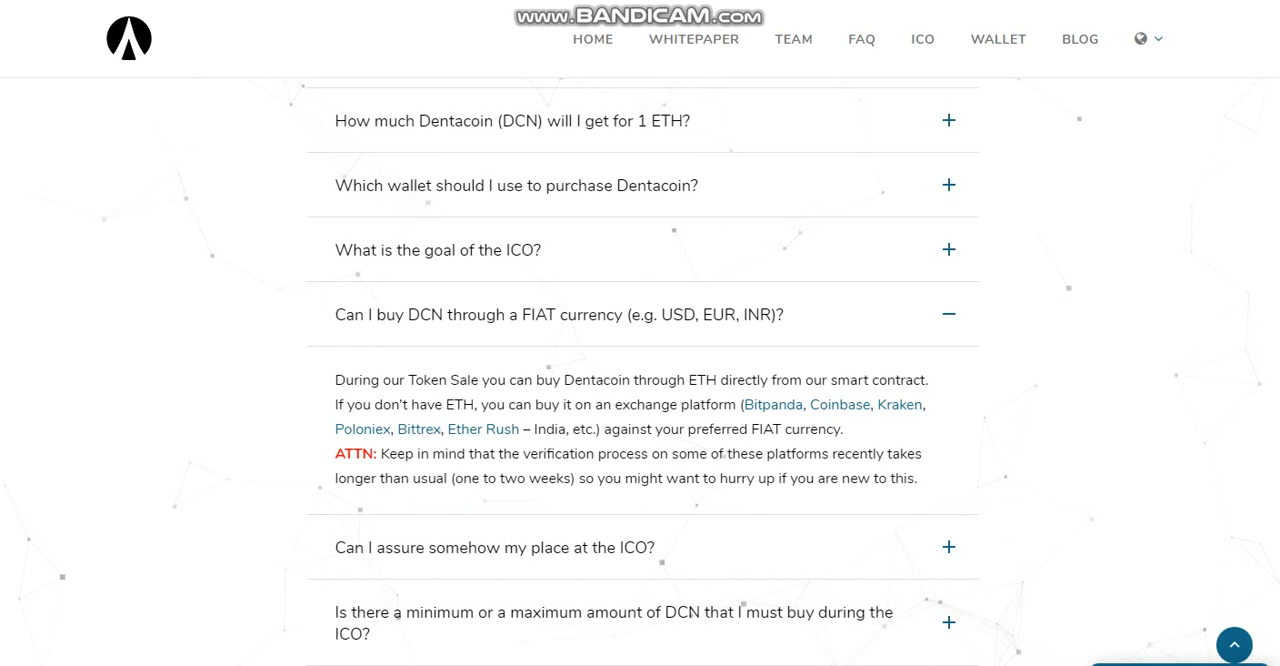 www.BANDICAM.com
HOME WHITEPAPER TEAM FAQ ICO WALLET BLOG
How much Dentacoin (DCN) will I get for 1 ETH?
Which wallet should I use to purchase Dentacoin?
What is the goal of the ICO?
Can I buy DCN through a FIAT currency (e.g. USD, EUR, INR)?
During our Token Sale you can buy Dentacoin through ETH directly from our smart contract.
If you don't have ETH, you can buy it on an exchange platform (Bitpanda, Coinbase, Kraken,
Poloniex, Bittrex, Ether Rush – India, etc.) against your preferred FIAT currency.
ATTN: Keep in mind that the verification process on some of these platforms recently takes
longer than usual (one to two weeks) so you might want to hurry up if you are new to this.
Can I assure somehow my place at the ICO?
Is there a minimum or a maximum amount of DCN that I must buy during the
ICO?